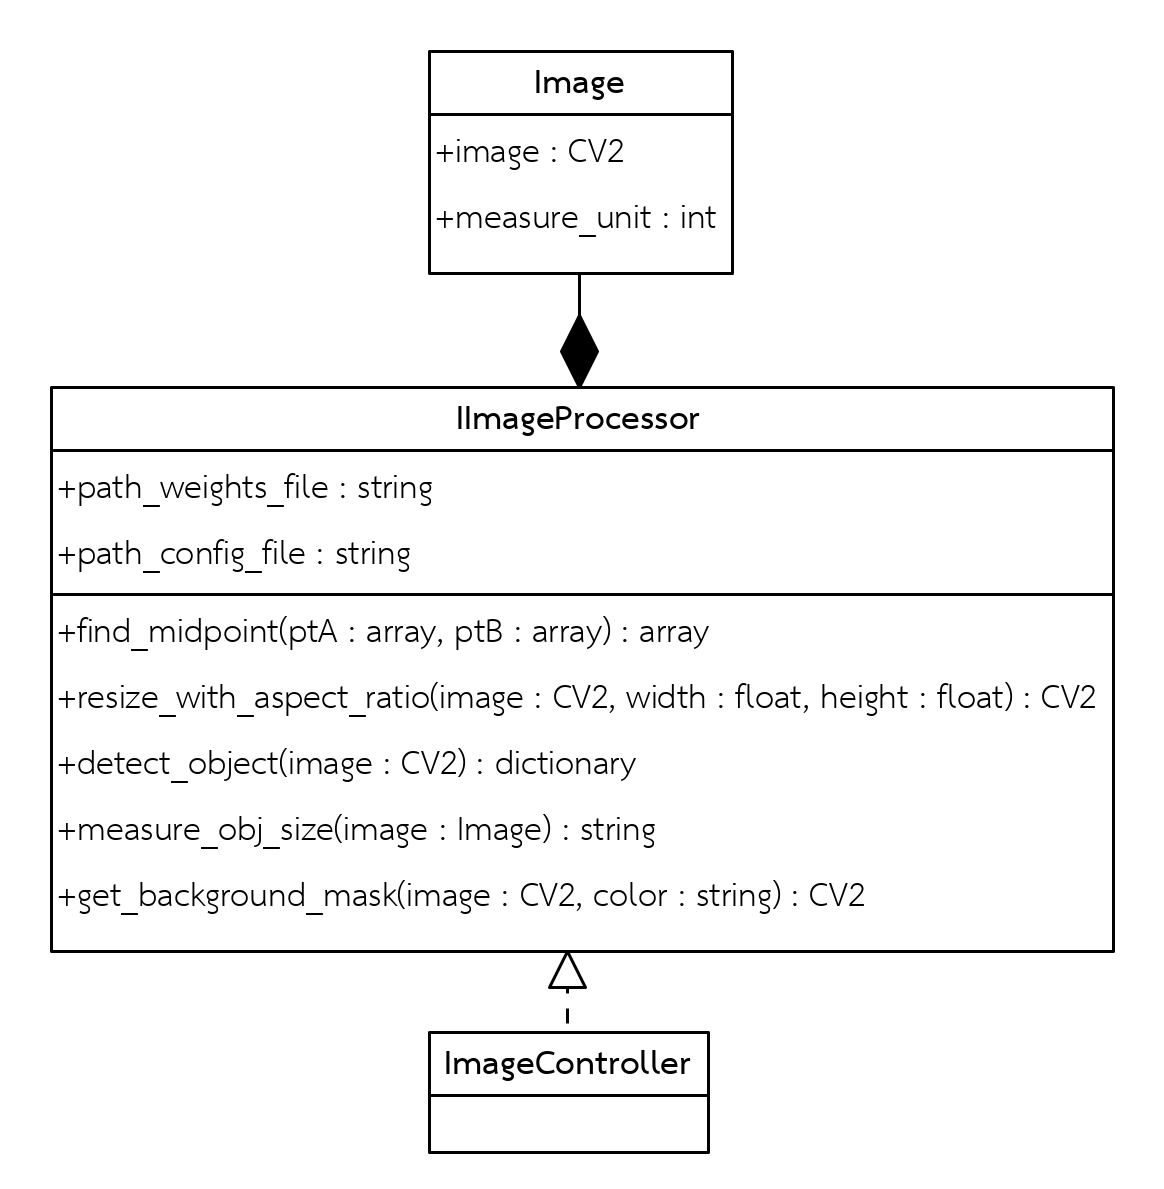 Image
+image : CV2
+measure_unit : int
IImageProcessor
+path_weights_file : string
+path_config_file : string
+find_midpoint(ptA : array, ptB : array) : array
+resize_with_aspect_ratio(image : CV2, width : float, height : float) : CV2
+detect_object(image : CV2) : dictionary
+measure_obj_size(image : Image) : string
+get_background_mask(image : CV2, color : string) : CV2
ImageController